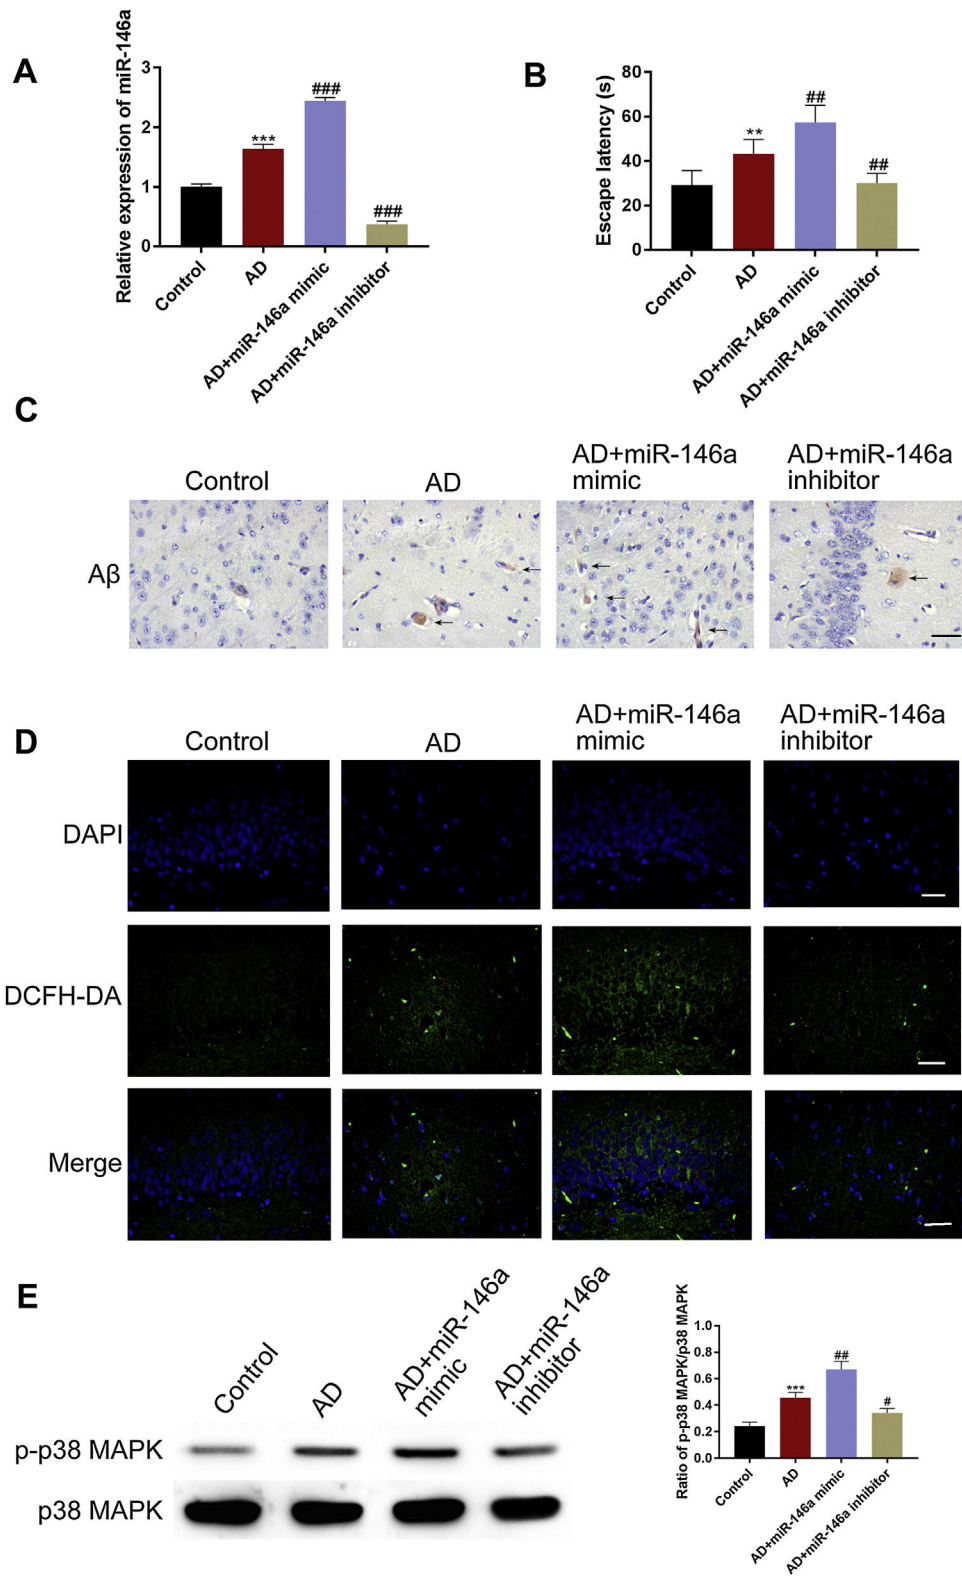 A
Relative expression of miR-146a
3
2
1
0
***
###
###
Control
AD
AD+miR-146a mimic
AD+miR-146a inhibitor
B
Escape latency (s)
80
60
40
20
0
**
##
##
Control
AD
AD+miR-146a mimic
AD+miR-146a inhibitor
C
Control
AD
AD+miR-146a
mimic
AD+miR-146a
inhibitor
Aβ
D
Control
AD
AD+miR-146a
mimic
AD+miR-146a
inhibitor
DAPI
DCFH-DA
Merge
E
Control
AD
AD+miR-146a
mimic
AD+miR-146a
inhibitor
p-p38 MAPK
p38 MAPK
Ratio of p-p38 MAPK/p38 MAPK
1.0
0.8
0.6
0.4
0.2
0.0
***
##
#
Control
AD
AD+miR-146a mimic
AD+miR-146a inhibitor